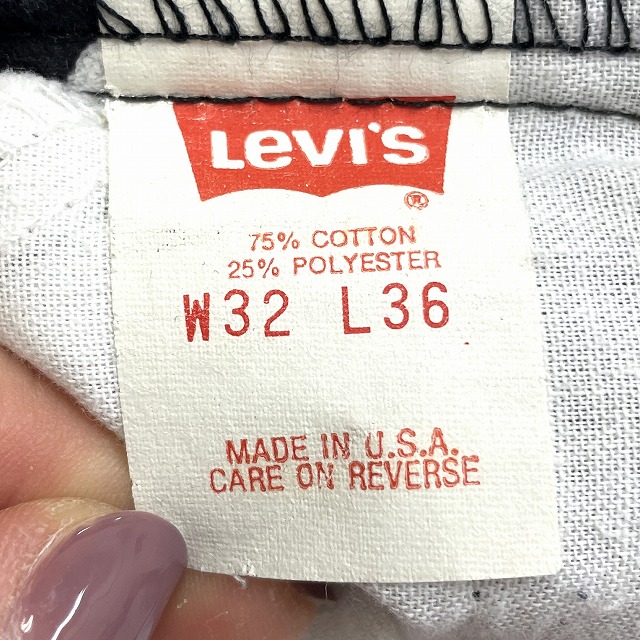 Levi's
®
75% COTTON
25% POLYESTER
W32 L36
MADE IN U.S.A.
CARE ON REVERSE